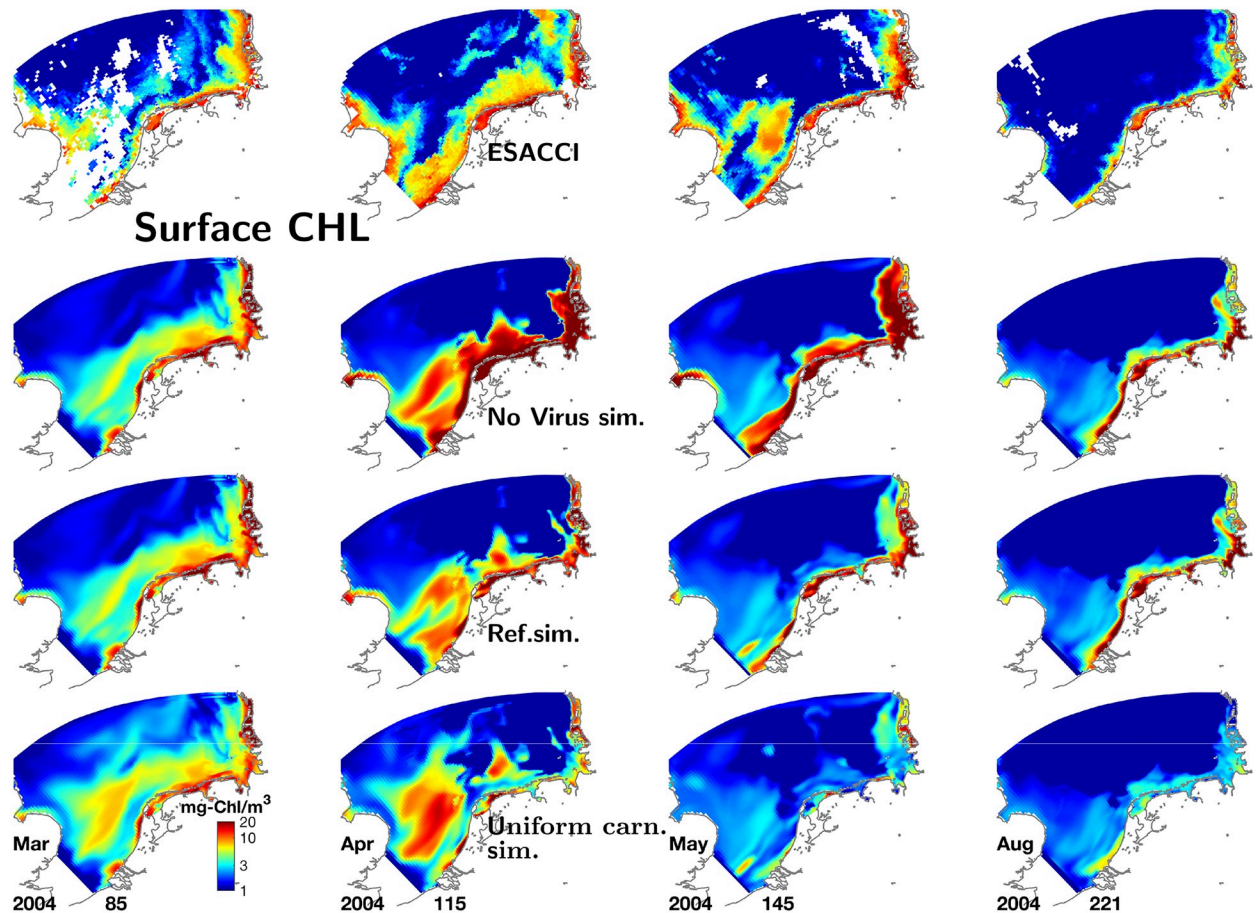 ESACCI
Surface CHL
No Virus sim.
Ref.sim.
mg-Chl/m³
20
10
3
1
Uniform carn.
sim.
Mar
Apr
May
Aug
2004 85
2004 115
2004 145
2004 221